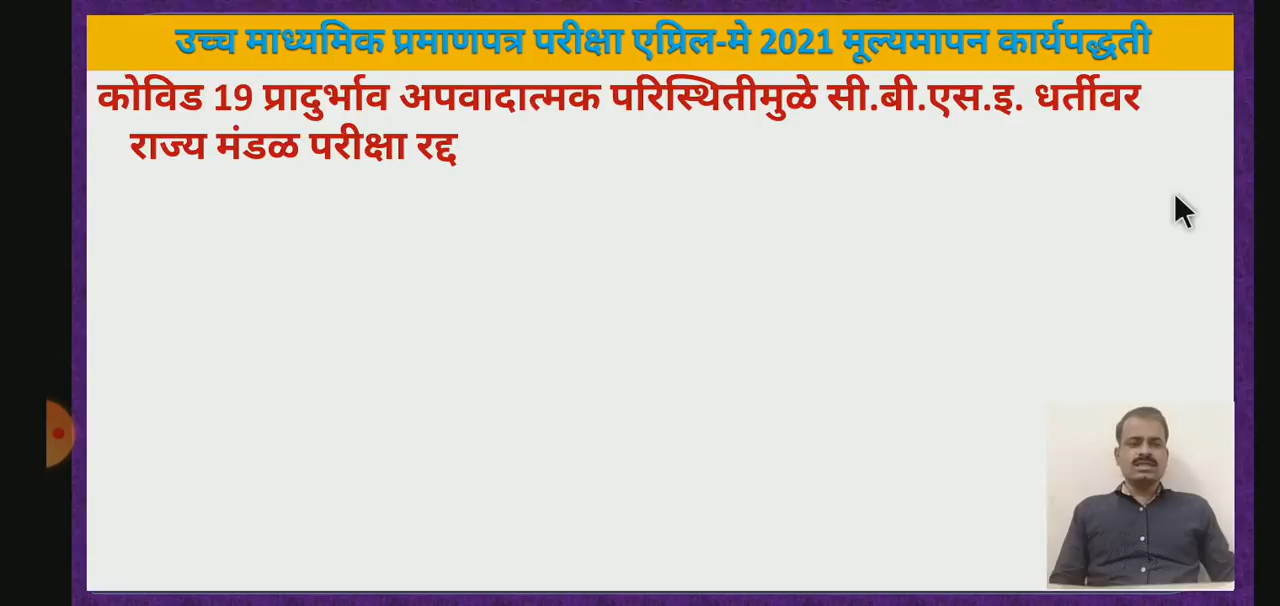 उच्च माध्यमिक प्रमाणपत्र परीक्षा एप्रिल-मे 2021 मूल्यमापन कार्यपद्धती
कोविड 19 प्रादुर्भाव अपवादात्मक परिस्थितीमुळे सी.बी.एस.इ. धर्तीवर
राज्य मंडळ परीक्षा रद्द